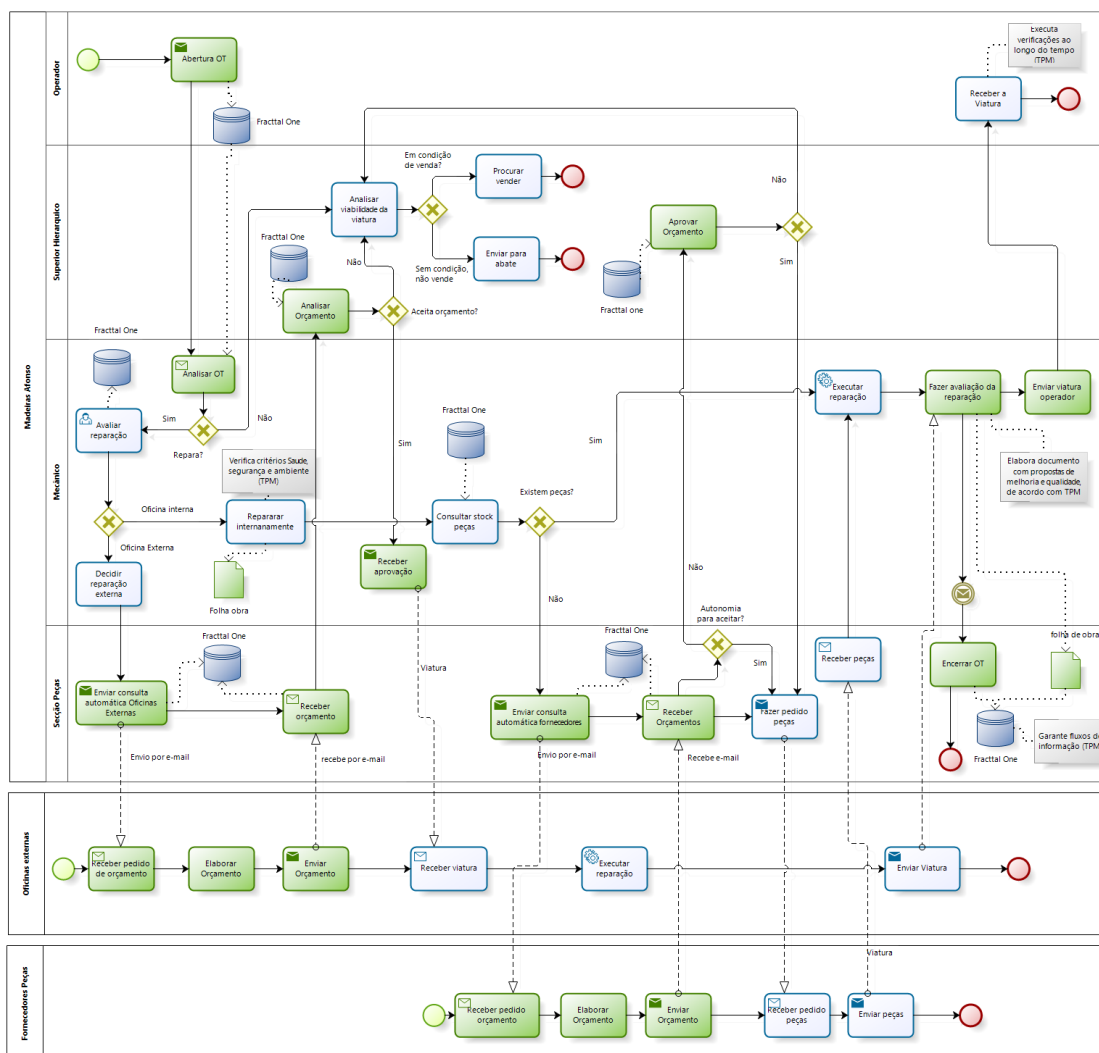 Madeiras Afonso
Operador
Abertura OT
Fracttal One
Receber a
Viatura
Executa
verificações ao
longo do tempo
(TPM)
Superior Hierarquico
Analisar
viabilidade da
viatura
Em condição
de venda?
Procurar
vender
Sem condição,
não vende
Enviar para
abate
Fracttal One
Analisar
Orçamento
Não
Aceita orçamento?
Aprovar
Orçamento
Fracttal one
Não
Sim
Mecânico
Fracttal One
Analisar OT
Avaliar
reparação
Sim
Não
Repara?
Verifica critérios Saude,
segurança e ambiente
(TPM)
Oficina interna
Repararar
internanamente
Oficina Externa
Decidir
reparação
externa
Folha obra
Sim
Receber
aprovação
Fracttal One
Consultar stock
peças
Existem peças?
Sim
Não
Executar
reparação
Fazer avaliação da
reparação
Enviar viatura
operador
Elabora documento
com propostas de
melhoria e qualidade,
de acordo com TPM
Secção Peças
Enviar consulta
automática Oficinas
Externas
Fracttal One
Receber
orçamento
Envio por e-mail
recebe por e-mail
Viatura
Enviar consulta
automática fornecedores
Fracttal One
Receber
Orçamentos
Envio por e-mail
Recebe e-mail
Não
Autonomia
para aceitar?
Sim
Fazer pedido
peças
Receber peças
Encerrar OT
folha de obra
Fracttal One
Garante fluxos de
informação (TPM
Oficinas externas
Receber pedido
de orçamento
Elaborar
Orçamento
Enviar
Orçamento
Receber viatura
Executar
reparação
Enviar Viatura
Fornecedores Peças
Receber pedido
orçamento
Elaborar
Orçamento
Enviar
Orçamento
Receber pedido
peças
Enviar peças
Viatura